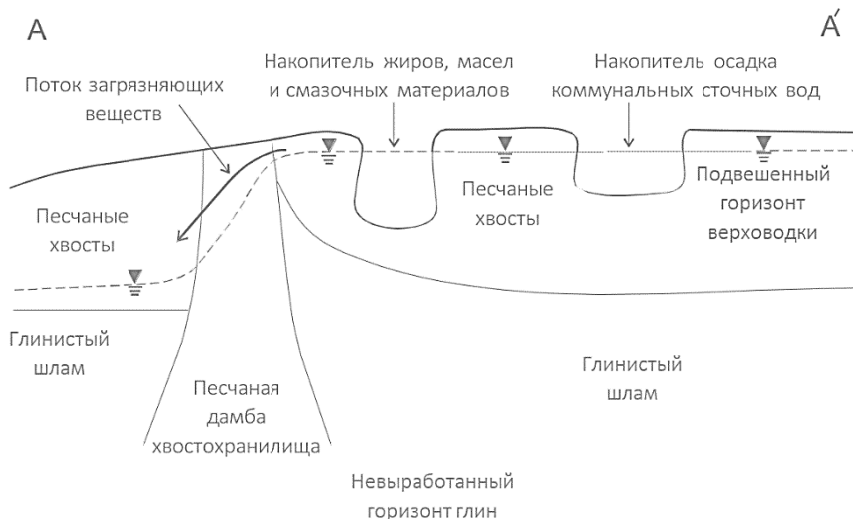 А
А́
Поток загрязняющих
веществ
Накопитель жиров, масел
и смазочных материалов
Накопитель осадка
коммунальных сточных вод
Песчаные
хвосты
Песчаные
хвосты
Подвешенный
горизонт
верховодки
Глинистый
шлам
Песчаная
дамба
хвостохранилища
Глинистый
шлам
Невыработанный
горизонт глин